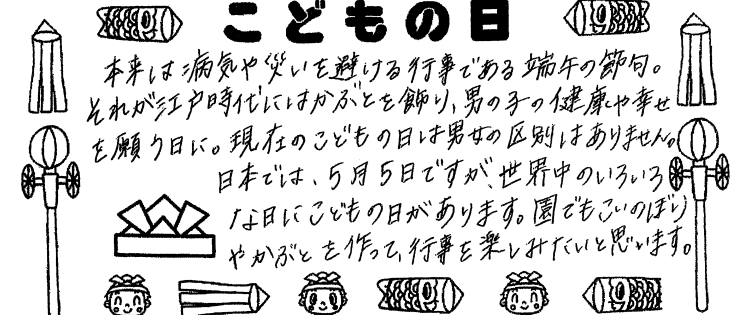 こどもの日
本来は病気や災いを避ける行事である端午の節句。
それが江戸時代にはかぶとを飾り、男の子の健康や幸せ
を願う日に。現在のこどもの日は男女の区別はありません。
日本では、5月5日ですが、世界中のいろいろ
な日にこどもの日があります。園でもこいのぼり
やかぶとを作って、行事を楽しみたいと思います。